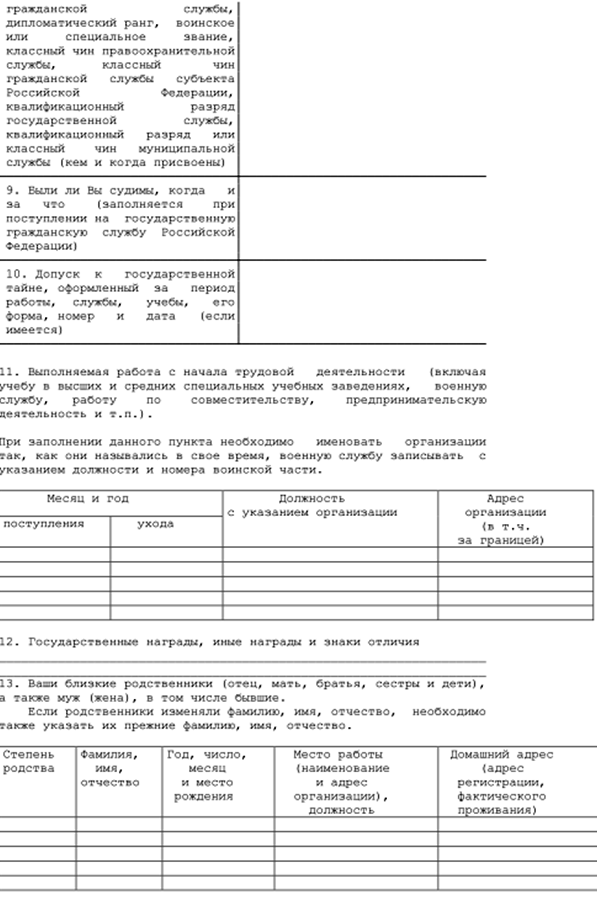 гражданской службы,
дипломатический ранг, воинское
или специальное звание,
классный чин правоохранительной
службы, классный чин
гражданской службы субъекта
Российской Федерации,
квалификационный разряд
государственной службы,
квалификационный разряд или
классный чин муниципальной
службы (кем и когда присвоены)
9. Были ли Вы судимы, когда и
за что (заполняется при
поступлении на государственную
гражданскую службу Российской
Федерации)
10. Допуск к государственной
тайне, оформленный за период
работы, службы, учебы, его
форма, номер и дата (если
имеется)
11. Выполняемая работа с начала трудовой деятельности (включая
учебу в высших и средних специальных учебных заведениях, военную
службу, работу по совместительству, предпринимательскую
деятельность и т.п.).
При заполнении данного пункта необходимо именовать организации
так, как они назывались в свое время, военную службу записывать с
указанием должности и номера воинской части.
Месяц и год
поступления
ухода
Должность
с указанием организации
Адрес
организации
(в т.ч.
за границей)
12. Государственные награды, иные награды и знаки отличия
13. Ваши близкие родственники (отец, мать, братья, сестры и дети),
а также муж (жена), в том числе бывшие.
Если родственники изменяли фамилию, имя, отчество, необходимо
также указать их прежние фамилию, имя, отчество.
Степень
родства
Фамилия,
имя,
отчество
Год, число,
месяц
и место
рождения
Место работы
(наименование
и адрес
организации),
должность
Домашний адрес
(адрес
регистрации,
фактического
проживания)